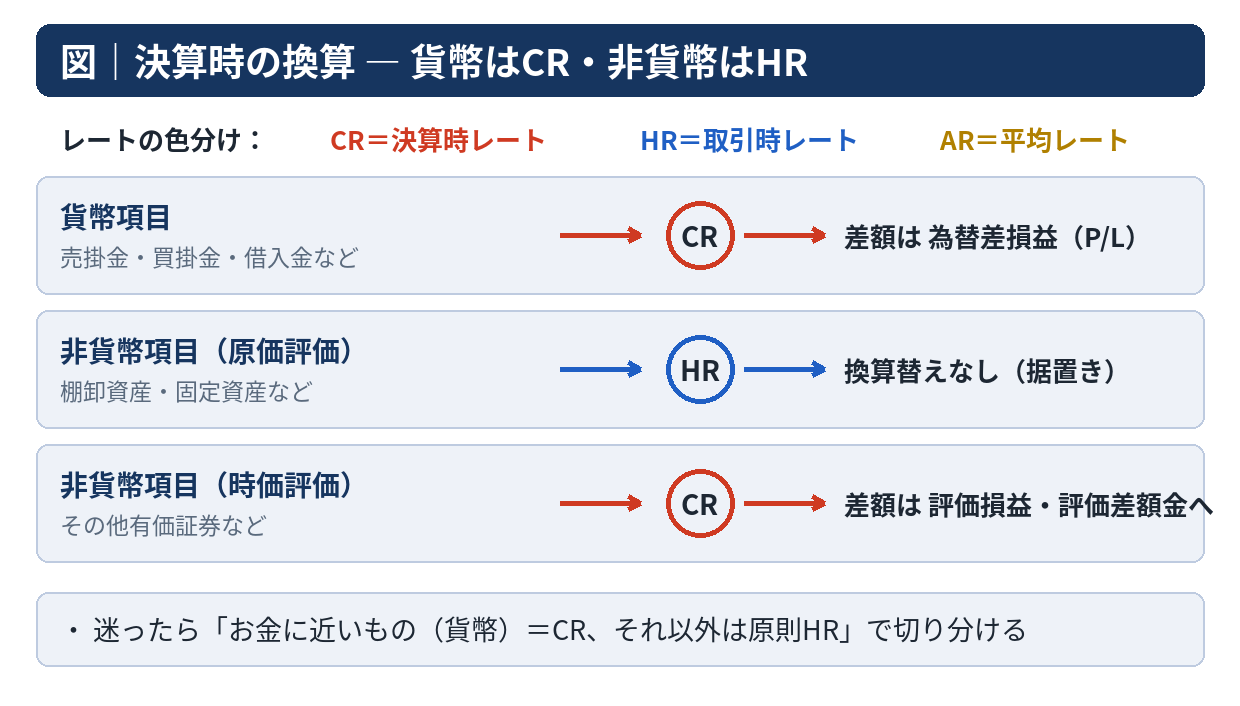 図｜決算時の換算 ― 貨幣はCR・非貨幣はHR
レートの色分け： CR＝決算時レート HR＝取引時レート AR＝平均レート
貨幣項目
売掛金・買掛金・借入金など
CR
差額は 為替差損益（P/L）
非貨幣項目（原価評価）
棚卸資産・固定資産など
HR
換算替えなし（据置き）
非貨幣項目（時価評価）
その他有価証券など
CR
差額は 評価損益・評価差額金へ
・ 迷ったら「お金に近いもの（貨幣）＝CR、それ以外は原則HR」で切り分ける